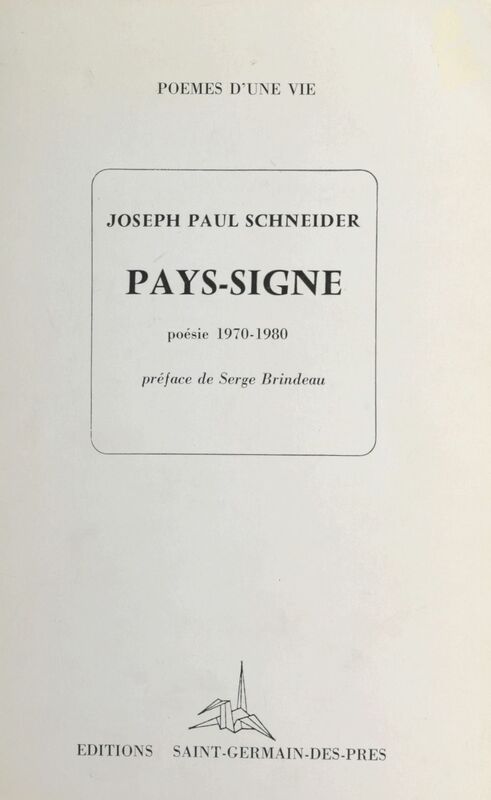 POEMES D'UNE VIE
JOSEPH PAUL SCHNEIDER
PAYS-SIGNE
poésie 1970-1980
préface de Serge Brindeau
EDITIONS SAINT-GERMAIN-DES-PRES